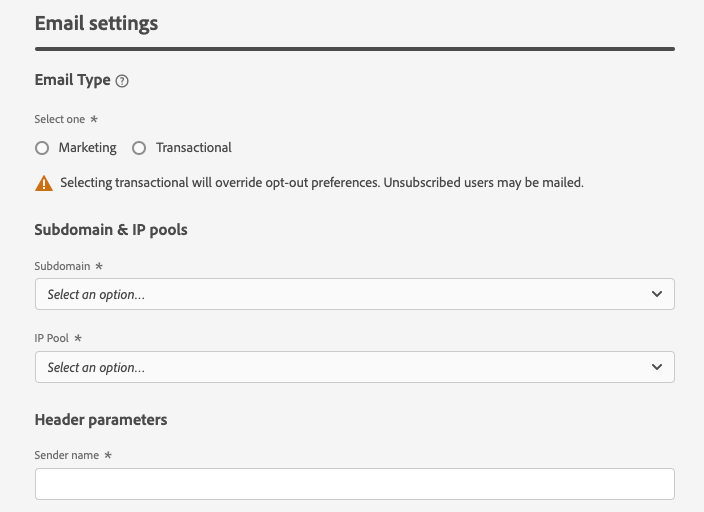 Email settings
Email Type ?
Select one *
Marketing Transactional
Selecting transactional will override opt-out preferences. Unsubscribed users may be mailed.
Subdomain & IP pools
Subdomain *
Select an option...
IP Pool *
Select an option...
Header parameters
Sender name *